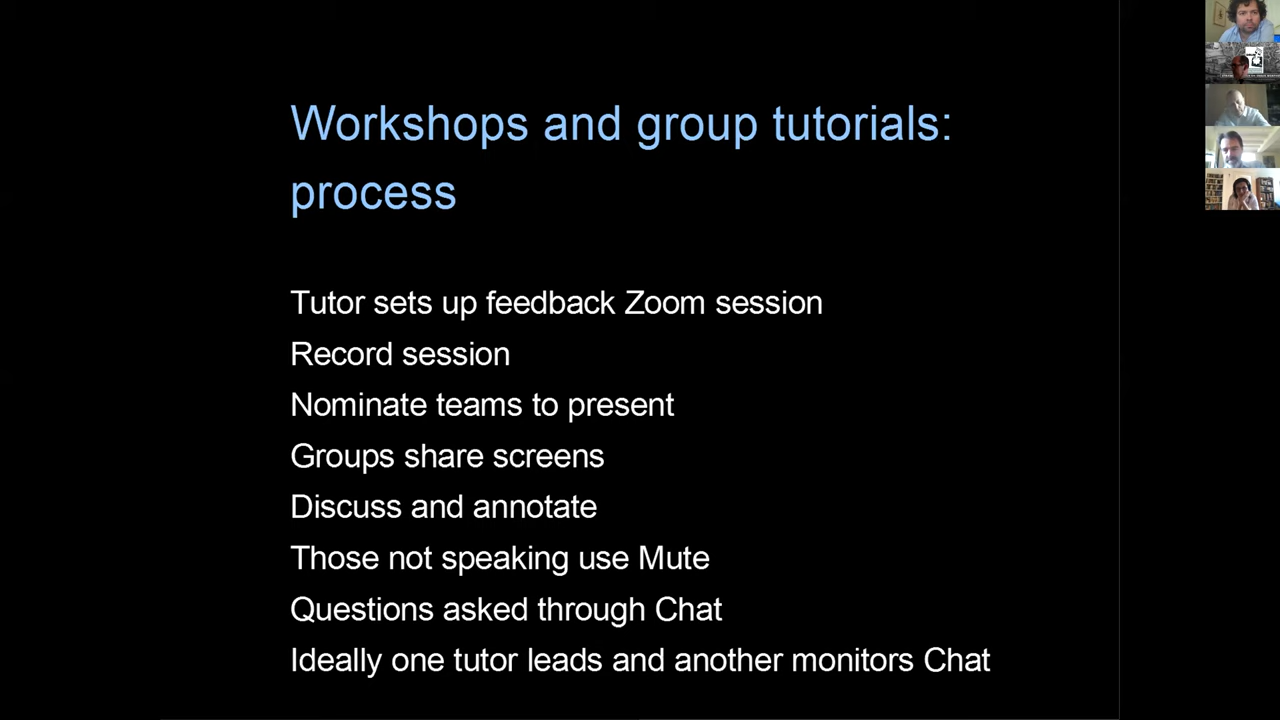 Workshops and group tutorials:
process
Tutor sets up feedback Zoom session
Record session
Nominate teams to present
Groups share screens
Discuss and annotate
Those not speaking use Mute
Questions asked through Chat
Ideally one tutor leads and another monitors Chat